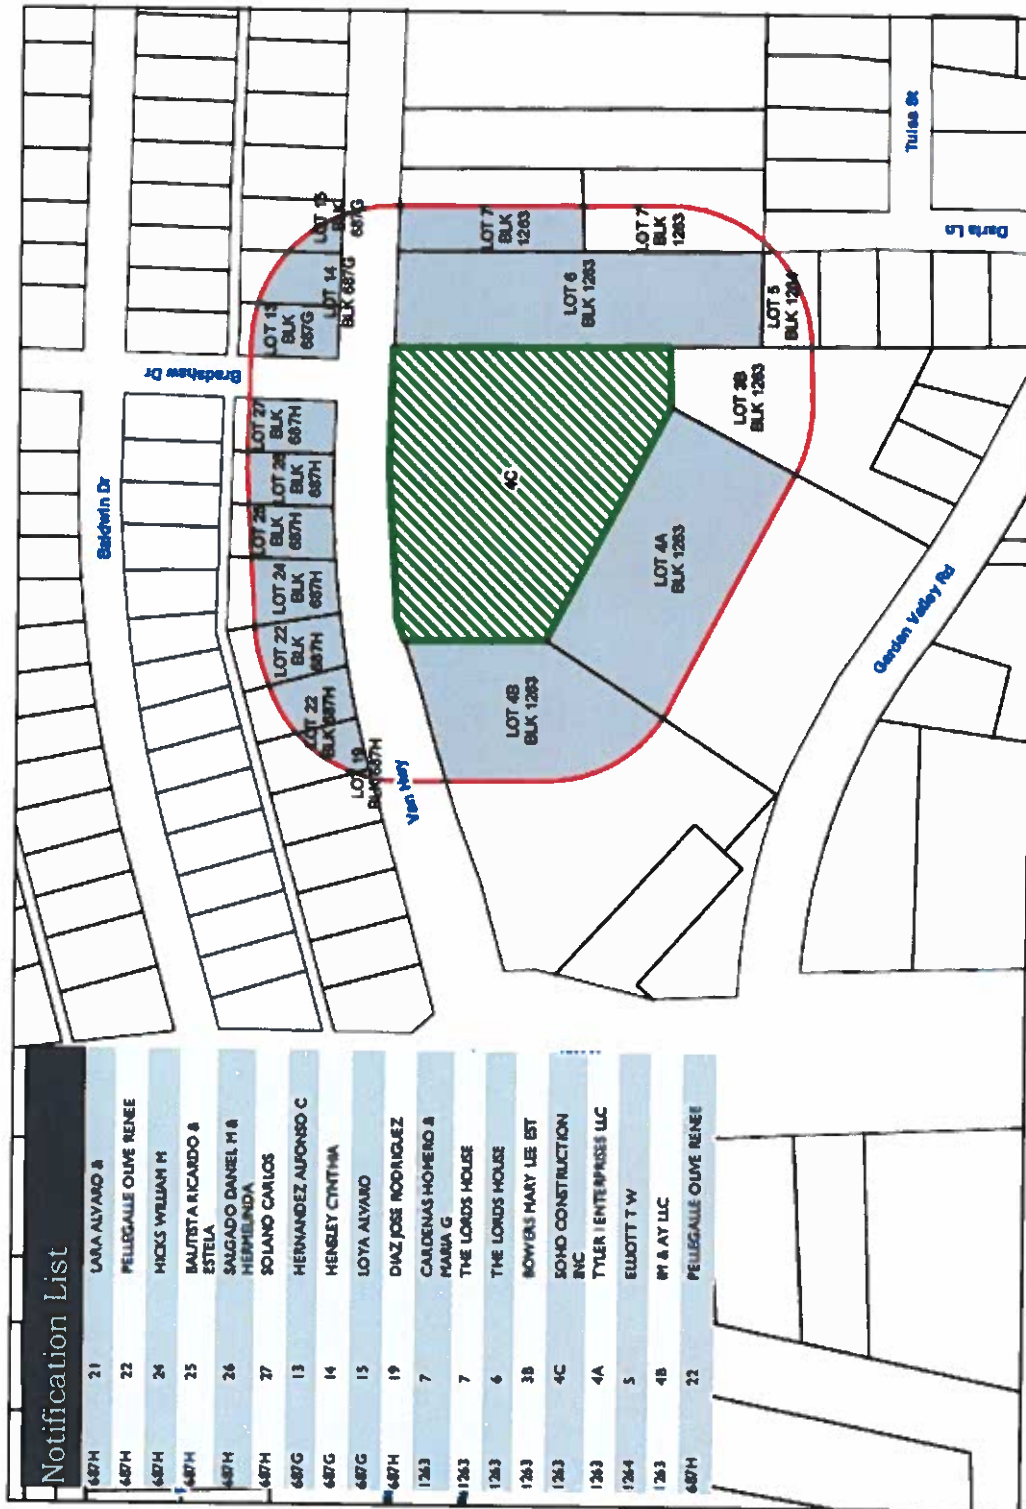 Notification List
687H 21 LARA ALVARO &
687H 22 PELLEGALLE OLIVE RENEE
687H 24 HICKS WILLIAM M
687H 25 BAUTISTA RICARDO &
ESTELA
687H 26 SALGADO DANIEL M &
HERMELINDA
687H 27 SOLANO CARLOS
687G 13 HERNANDEZ ALFONSO C
687G 14 HENSLEY CYNTHIA
687G 15 LOYA ALVARO
687H 19 DIAZ JOSE RODRIGUEZ
1263 7 CARDENAS HOMERO &
MARIA G
1263 7 THE LORDS HOUSE
1263 6 THE LORDS HOUSE
1263 3B BOWERS MARY LEE EST
1263 4C SOHO CONSTRUCTION
INC
1263 4A TYLER I ENTERPRISES LLC
1264 5 ELLIOTT T W
1263 4B IM & AY LLC
687H 22 PELLEGALLE OLIVE RENEE
Baldwin Dr
Bradshaw Dr
Van Hwy
Garden Valley Rd
Tulsa St
Darla Ln
LOT 19
BLK 687H
LOT 22
BLK 687H
LOT 22
BLK
687H
LOT 24
BLK
687H
LOT 25
BLK
687H
LOT 26
BLK
687H
LOT 27
BLK
687H
LOT 13
BLK
687G
LOT 14
BLK 687G
LOT 15
BLK
687G
LOT 4B
BLK 1263
4C
LOT 4A
BLK 1263
LOT 3B
BLK 1263
LOT 6
BLK 1263
LOT 7
BLK
1263
LOT 7
BLK
1263
LOT 5
BLK 1264